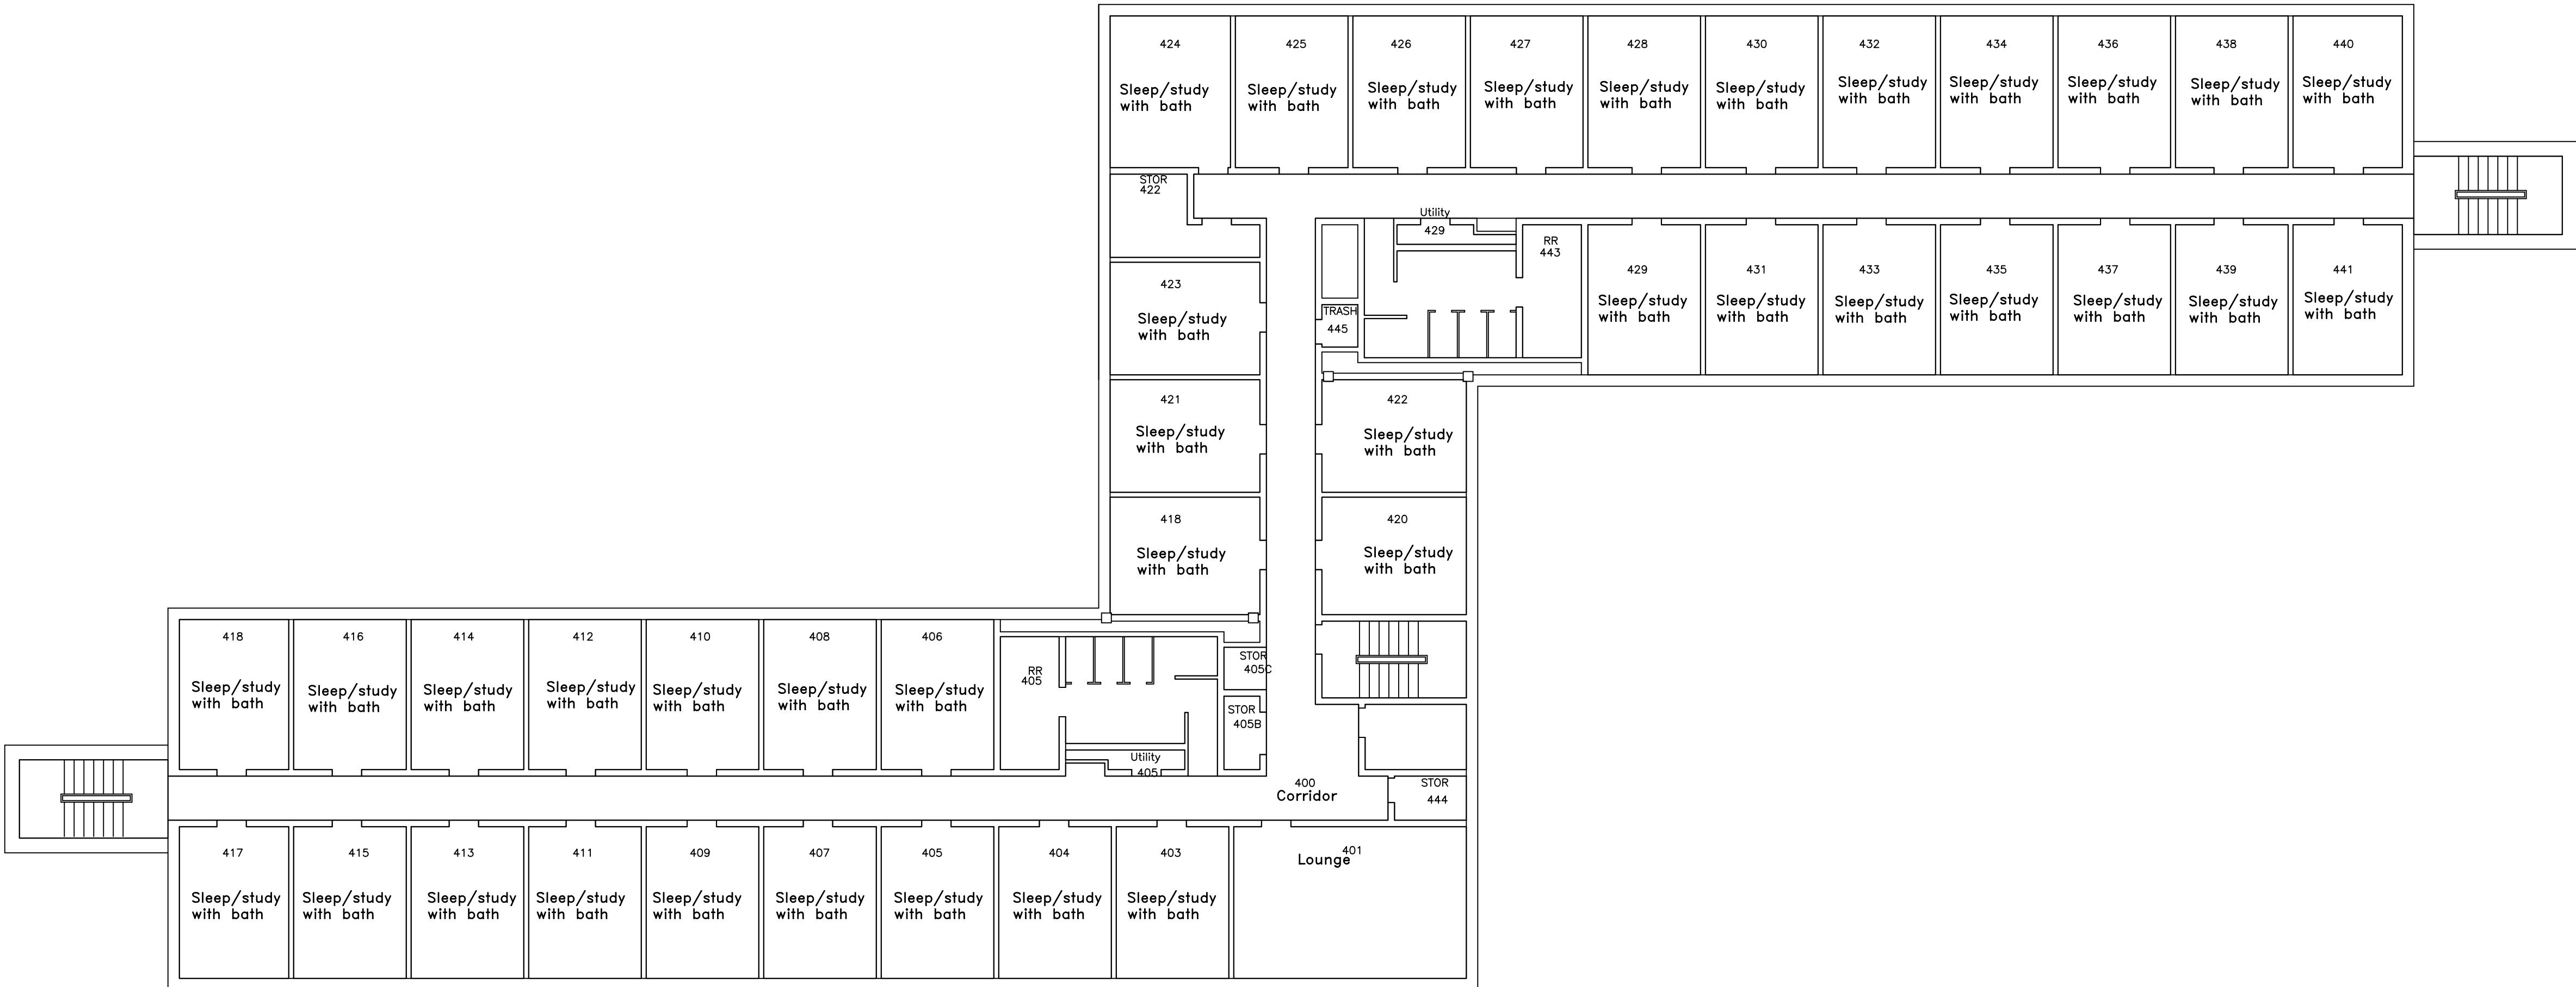 424
Sleep/study
with bath
425
Sleep/study
with bath
426
Sleep/study
with bath
427
Sleep/study
with bath
428
Sleep/study
with bath
430
Sleep/study
with bath
432
Sleep/study
with bath
434
Sleep/study
with bath
436
Sleep/study
with bath
438
Sleep/study
with bath
440
Sleep/study
with bath
STOR
422
Utility
429
RR
443
423
Sleep/study
with bath
TRASH
445
429
Sleep/study
with bath
431
Sleep/study
with bath
433
Sleep/study
with bath
435
Sleep/study
with bath
437
Sleep/study
with bath
439
Sleep/study
with bath
441
Sleep/study
with bath
421
Sleep/study
with bath
422
Sleep/study
with bath
418
Sleep/study
with bath
420
Sleep/study
with bath
418
Sleep/study
with bath
416
Sleep/study
with bath
414
Sleep/study
with bath
412
Sleep/study
with bath
410
Sleep/study
with bath
408
Sleep/study
with bath
406
Sleep/study
with bath
RR
405
STOR
405C
STOR
405B
Utility
405
400
Corridor
STOR
444
417
Sleep/study
with bath
415
Sleep/study
with bath
413
Sleep/study
with bath
411
Sleep/study
with bath
409
Sleep/study
with bath
407
Sleep/study
with bath
405
Sleep/study
with bath
404
Sleep/study
with bath
403
Sleep/study
with bath
401
Lounge